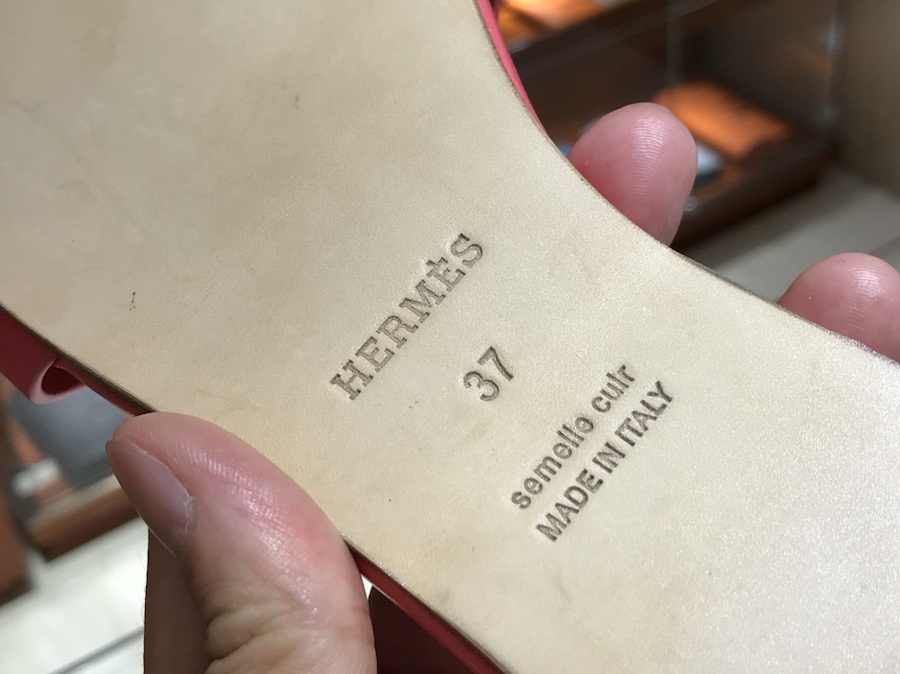 HERMÈS
37
semelle cuir
MADE IN ITALY